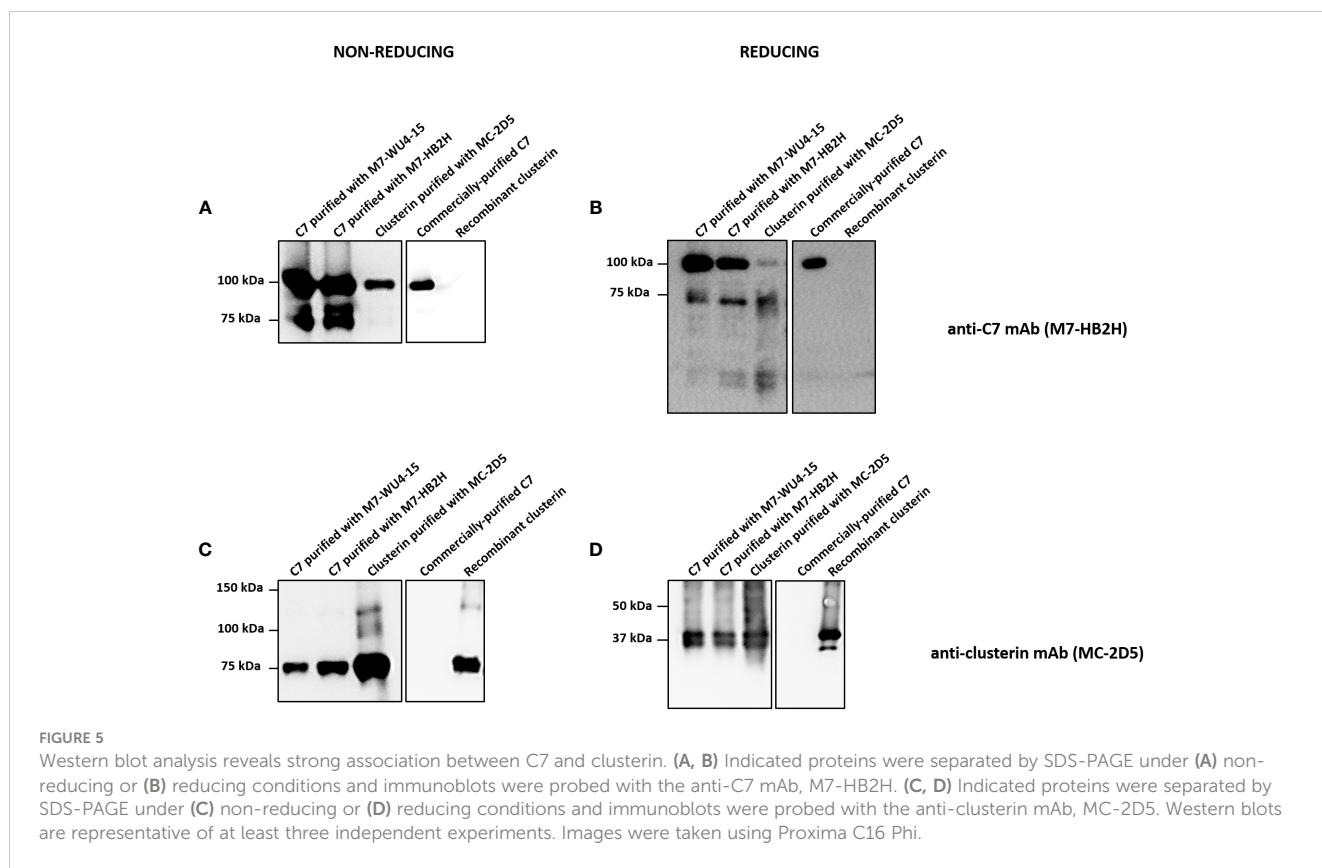 NON-REDUCING
REDUCING
A
C7 purified with M7-WU4-15
C7 purified with M7-HB2H
Clusterin purified with MC-2D5
Commercially-purified C7
Recombinant clusterin
100 kDa
75 kDa
B
C7 purified with M7-WU4-15
C7 purified with M7-HB2H
Clusterin purified with MC-2D5
Commercially-purified C7
Recombinant clusterin
100 kDa
75 kDa
anti-C7 mAb (M7-HB2H)
C
C7 purified with M7-WU4-15
C7 purified with M7-HB2H
Clusterin purified with MC-2D5
Commercially-purified C7
Recombinant clusterin
150 kDa
100 kDa
75 kDa
D
C7 purified with M7-WU4-15
C7 purified with M7-HB2H
Clusterin purified with MC-2D5
Commercially-purified C7
Recombinant clusterin
50 kDa
37 kDa
anti-clusterin mAb (MC-2D5)
FIGURE 5
Western blot analysis reveals strong association between C7 and clusterin. (A, B) Indicated proteins were separated by SDS-PAGE under (A) non-
reducing or (B) reducing conditions and immunoblots were probed with the anti-C7 mAb, M7-HB2H. (C, D) Indicated proteins were separated by
SDS-PAGE under (C) non-reducing or (D) reducing conditions and immunoblots were probed with the anti-clusterin mAb, MC-2D5. Western blots
are representative of at least three independent experiments. Images were taken using Proxima C16 Phi.